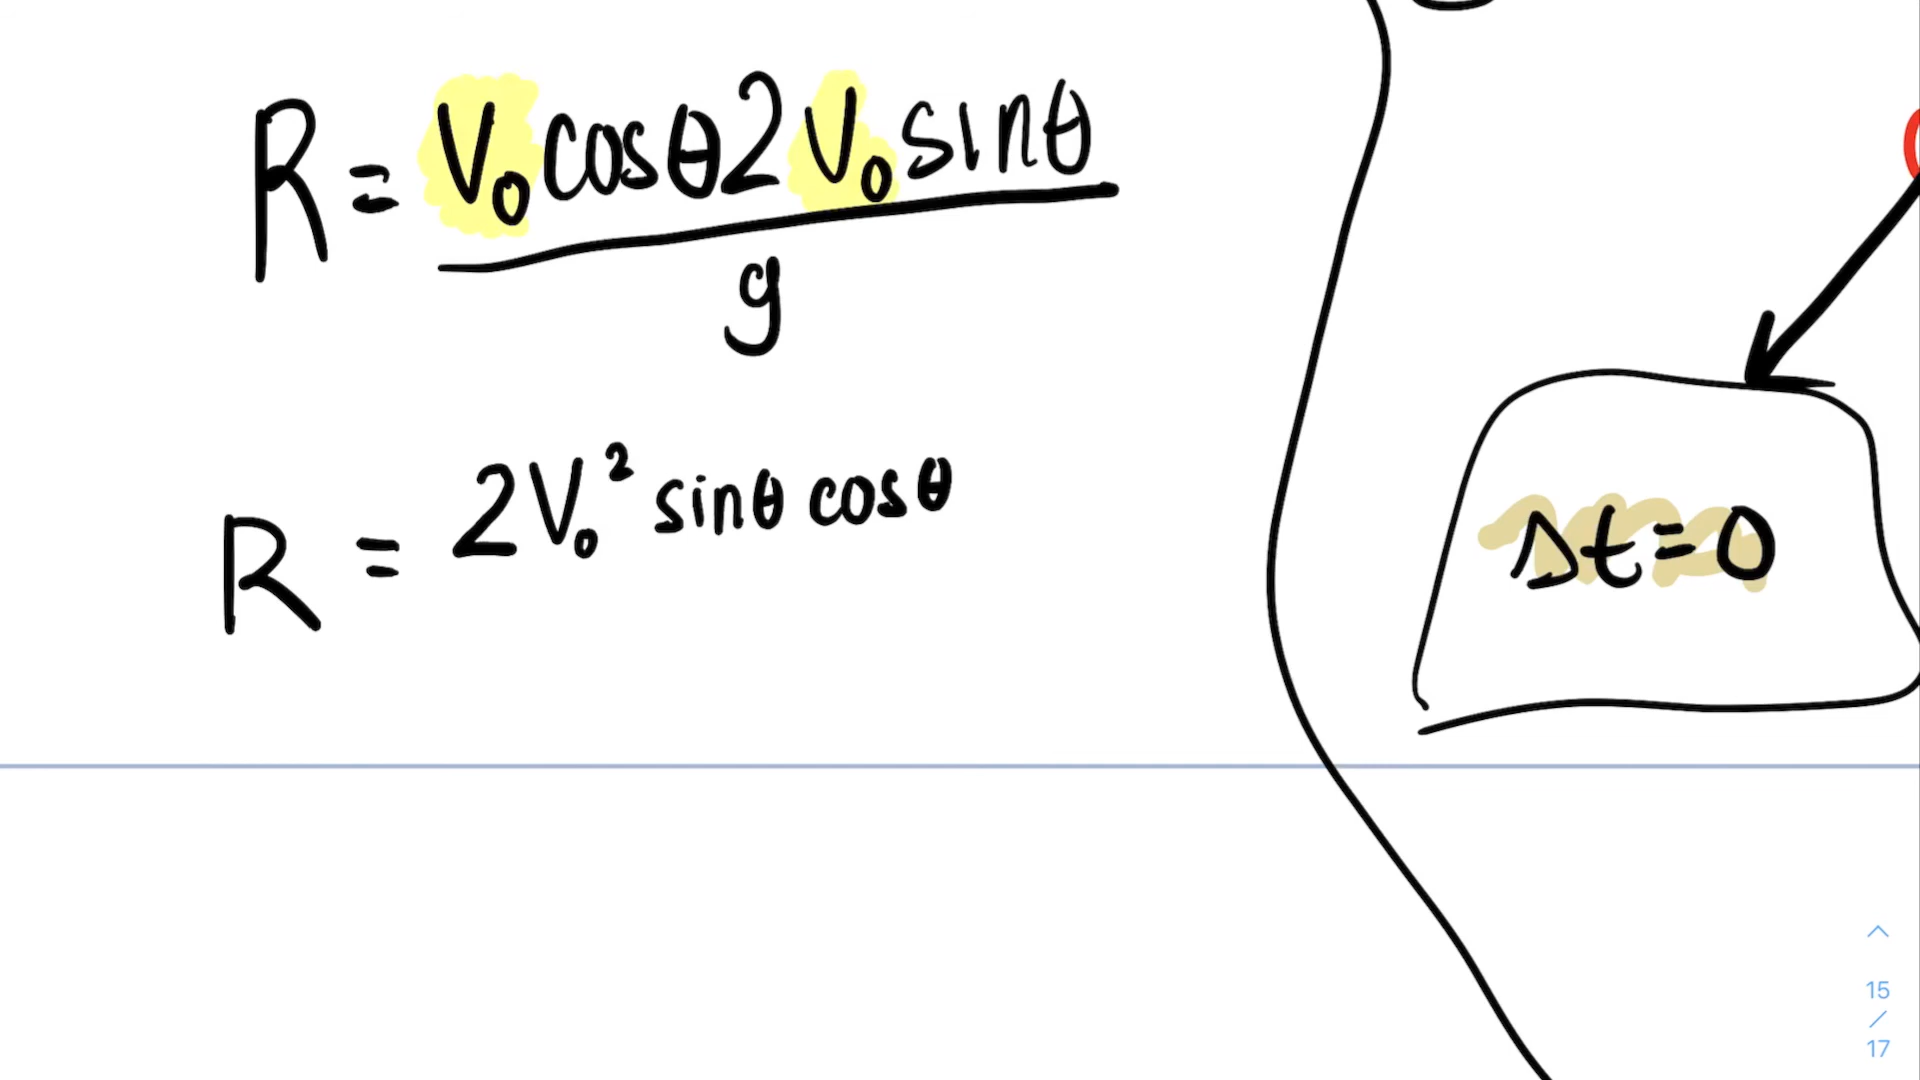 R = V₀cosθ2V₀sinθ
g
R = 2V₀² sinθ cosθ
Δt=0
15
/
17